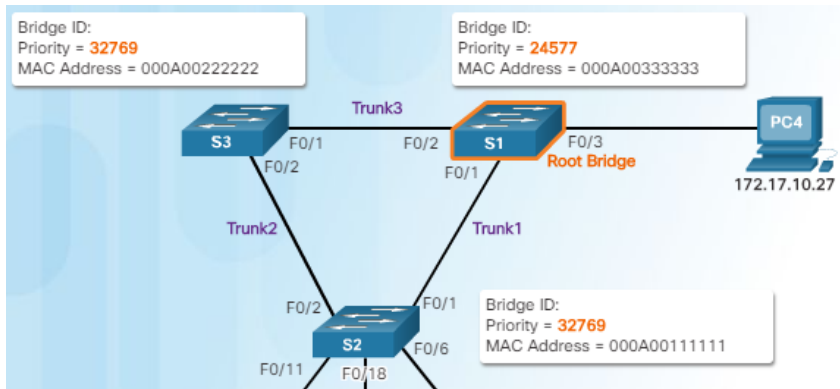 Bridge ID:
Priority = 32769
MAC Address = 000A00222222
Bridge ID:
Priority = 24577
MAC Address = 000A00333333
Trunk3
S3
F0/1
F0/2
S1
F0/3
PC4
F0/2
F0/1
Root Bridge
172.17.10.27
Trunk2
Trunk1
F0/2
F0/1
Bridge ID:
Priority = 32769
MAC Address = 000A00111111
S2
F0/6
F0/11
F0/18